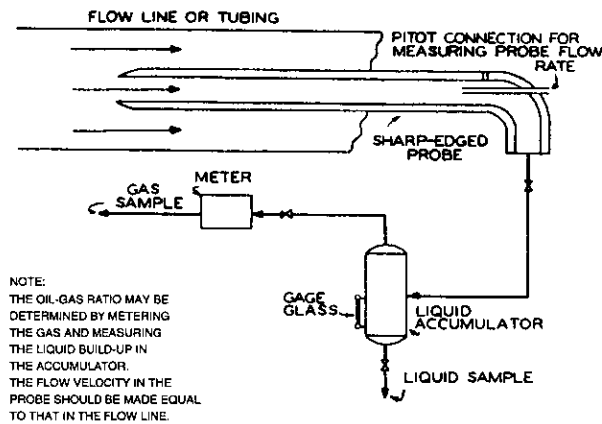 FLOW LINE OR TUBING
PITOT CONNECTION FOR
MEASURING PROBE FLOW
RATE
SHARP-EDGED
PROBE
METER
GAS
SAMPLE
GAGE
GLASS
LIQUID
ACCUMULATOR
LIQUID SAMPLE
NOTE:
THE OIL-GAS RATIO MAY BE
DETERMINED BY METERING
THE GAS AND MEASURING
THE LIQUID BUILD-UP IN
THE ACCUMULATOR.
THE FLOW VELOCITY IN THE
PROBE SHOULD BE MADE EQUAL
TO THAT IN THE FLOW LINE.